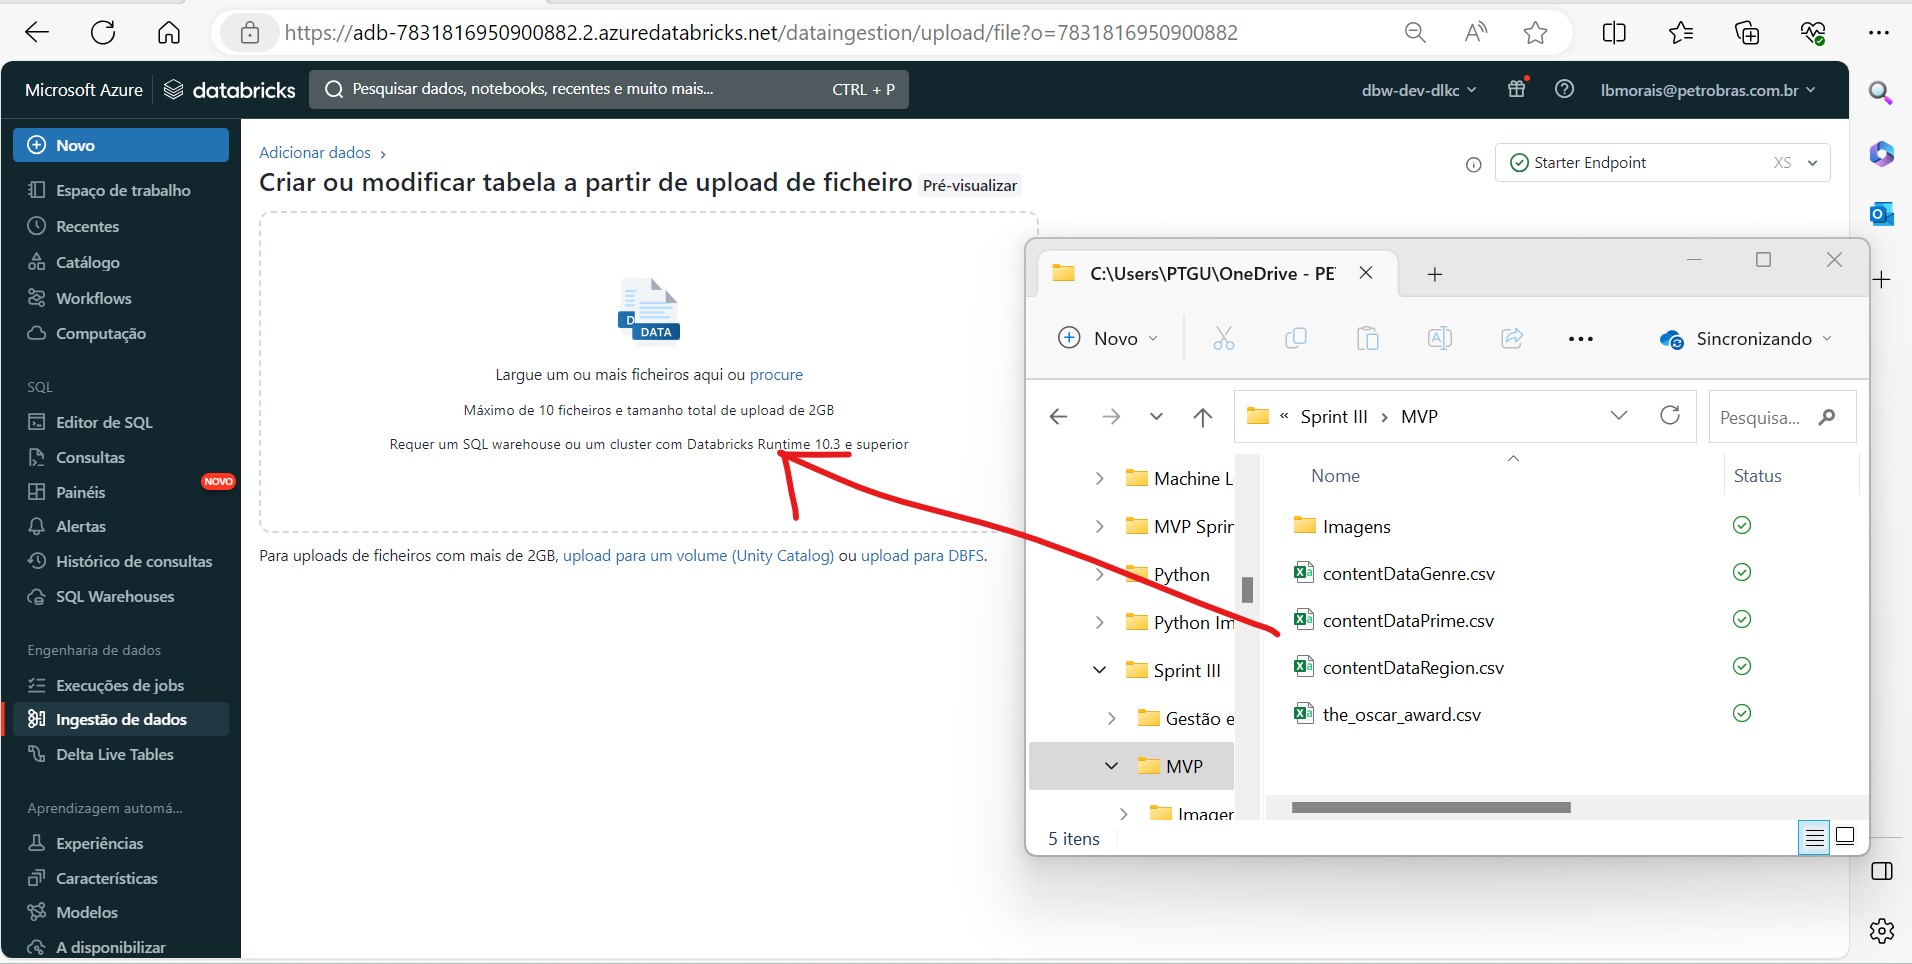 https://adb-7831816950900882.2.azuredatabricks.net/dataingestion/upload/file?o=7831816950900882
Microsoft Azure
databricks
Pesquisar dados, notebooks, recentes e muito mais...
CTRL + P
dbw-dev-dlkc
lbmorais@petrobras.com.br
Novo
Espaço de trabalho
Recentes
Catálogo
Workflows
Computação
SQL
Editor de SQL
Consultas
Painéis
NOVO
Alertas
Histórico de consultas
SQL Warehouses
Engenharia de dados
Execuções de jobs
Ingestão de dados
Delta Live Tables
Aprendizagem automá...
Experiências
Características
Modelos
A disponibilizar
Adicionar dados ›
Criar ou modificar tabela a partir de upload de ficheiro Pré-visualizar
Starter Endpoint XS
D DATA
Largue um ou mais ficheiros aqui ou procure
Máximo de 10 ficheiros e tamanho total de upload de 2GB
Requer um SQL warehouse ou um cluster com Databricks Runtime 10.3 e superior
Para uploads de ficheiros com mais de 2GB, upload para um volume (Unity Catalog) ou upload para DBFS.
C:\Users\PTGU\OneDrive - PE
Novo
Sincronizando
« Sprint III › MVP
Pesquisa...
Machine L
MVP Sprin
Python
Python Im
Sprint III
Gestão e
MVP
Imager
Nome
Status
Imagens
contentDataGenre.csv
contentDataPrime.csv
contentDataRegion.csv
the_oscar_award.csv
5 itens